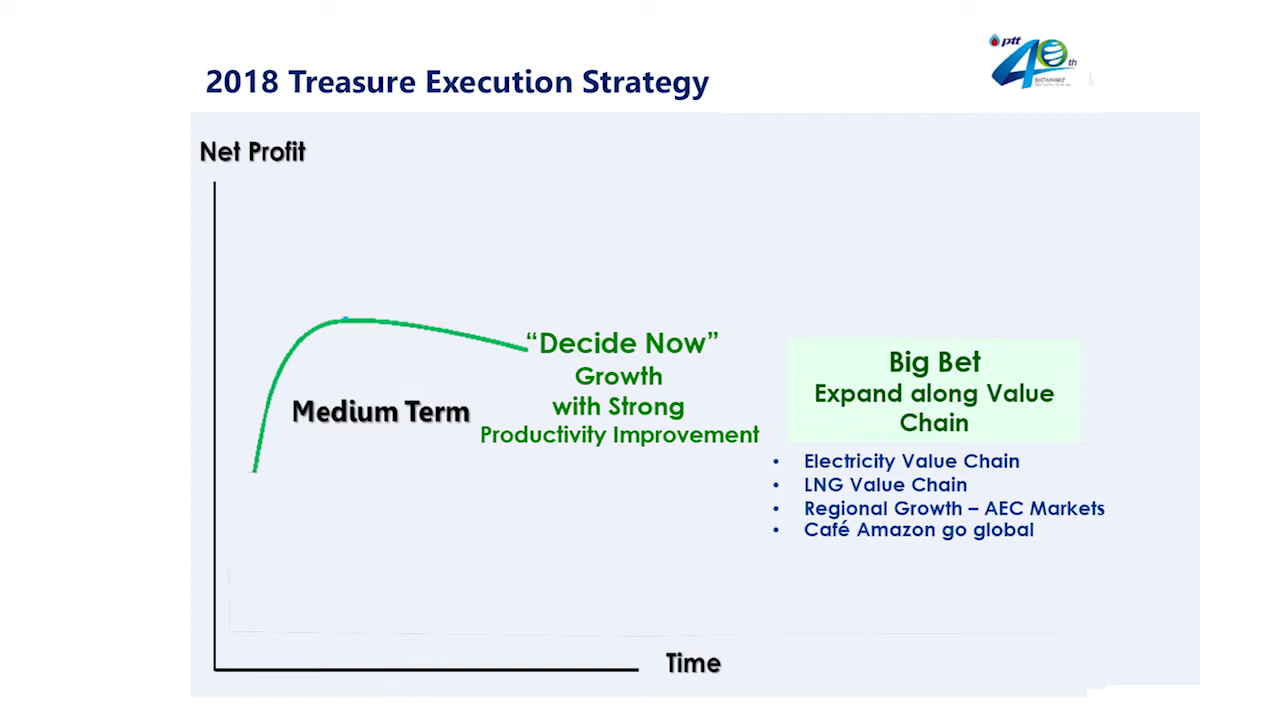 2018 Treasure Execution Strategy
ptt
40th
Net Profit
"Decide Now"
Growth
with Strong
Productivity Improvement
Medium Term
Big Bet
Expand along Value
Chain
• Electricity Value Chain
• LNG Value Chain
• Regional Growth – AEC Markets
• Café Amazon go global
Time